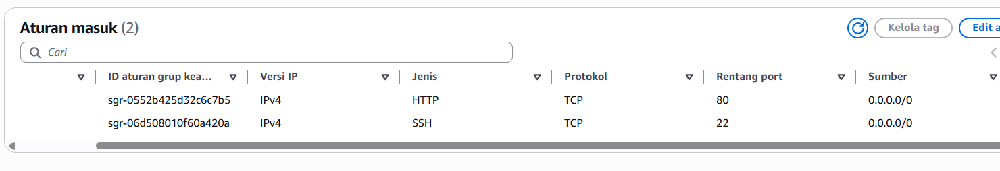 Aturan masuk (2)
Kelola tag
Edit a
Cari
ID aturan grup kea... Versi IP Jenis Protokol Rentang port Sumber
sgr-0552b425d32c6c7b5 IPv4 HTTP TCP 80 0.0.0.0/0
sgr-06d508010f60a420a IPv4 SSH TCP 22 0.0.0.0/0